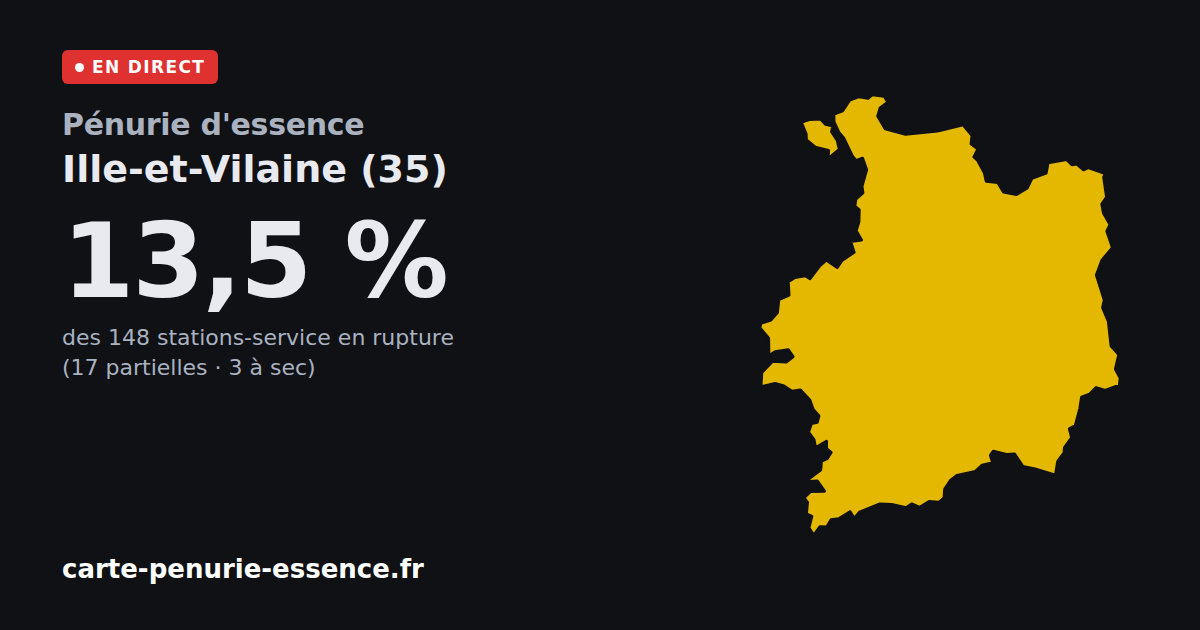 EN DIRECT
Pénurie d'essence
Ille-et-Vilaine (35)
13,5 %
des 148 stations-service en rupture
(17 partielles · 3 à sec)
carte-penurie-essence.fr